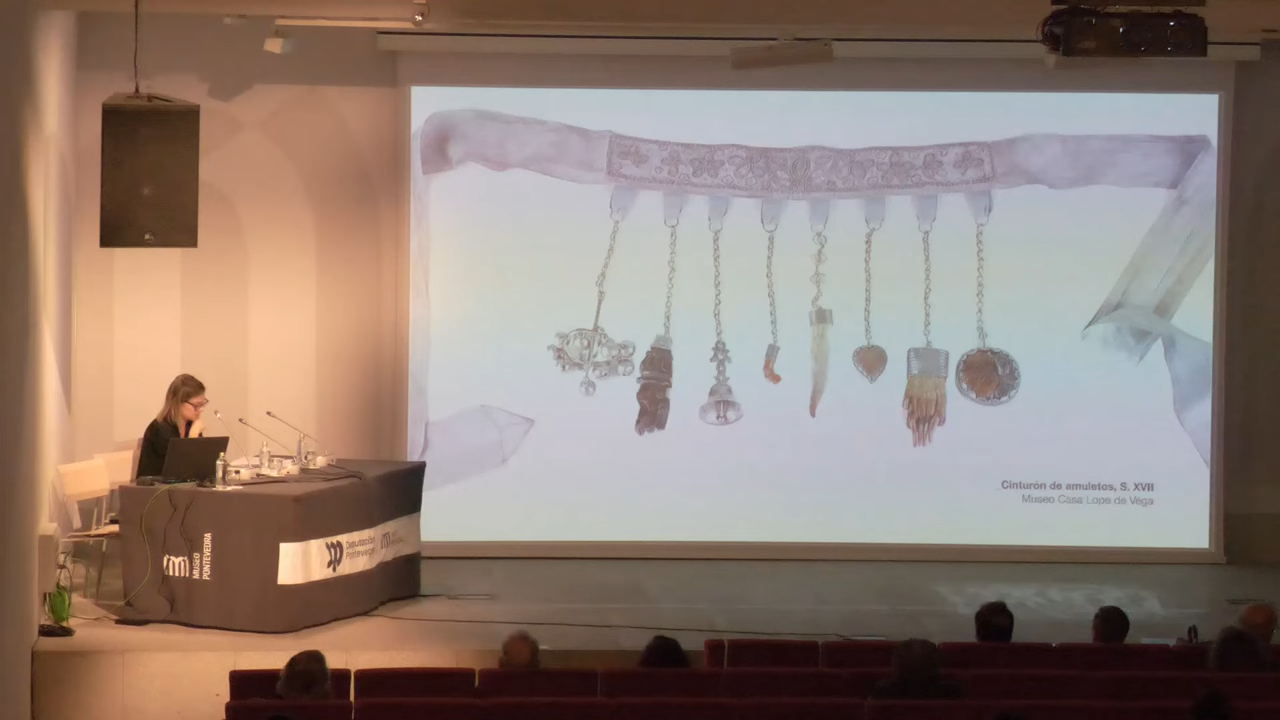 Cinturón de amuletos, S. XVII
Museo Casa Lope de Vega
MUSEO
PONTEVEDRA
Deputación
Pontevedra